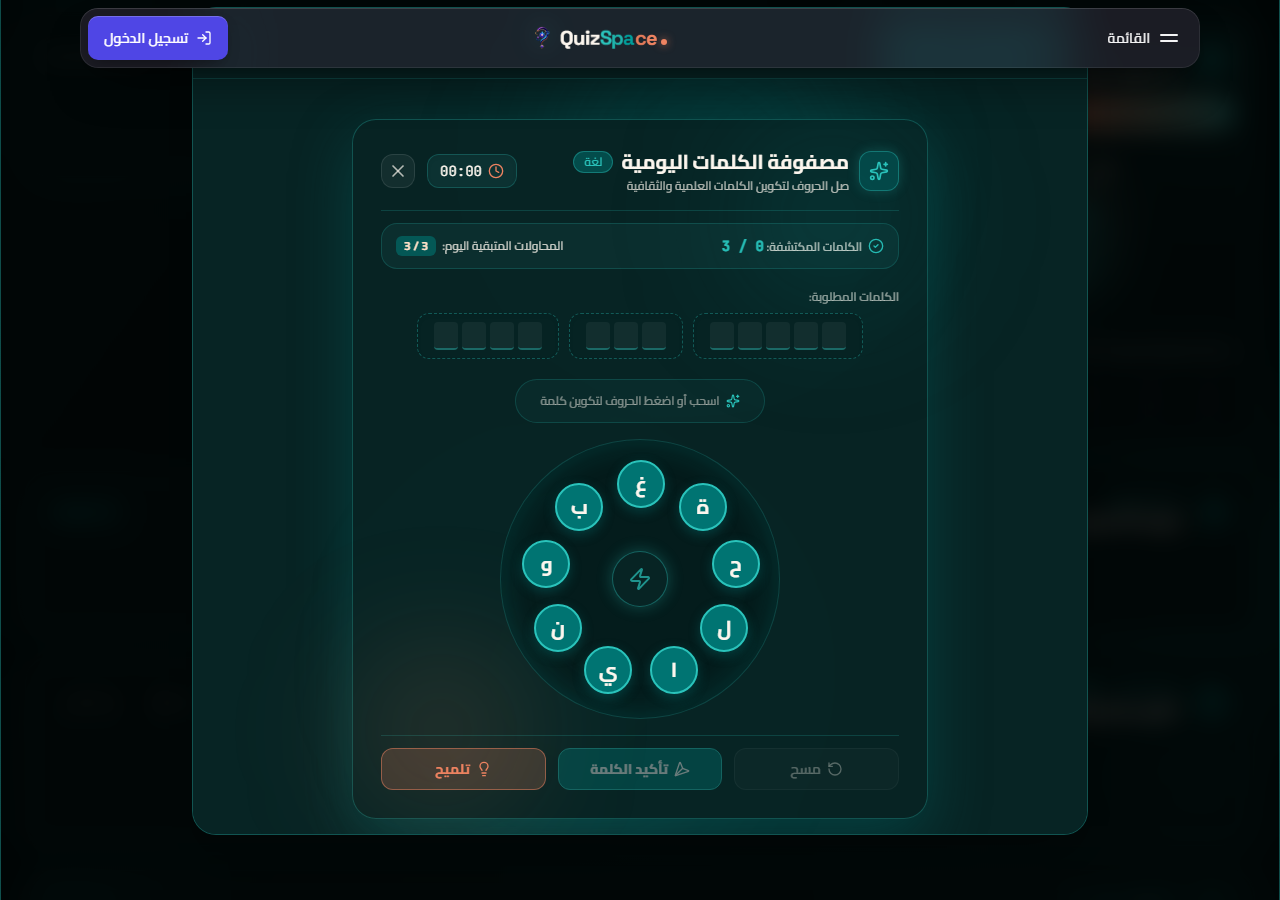 القائمة
QuizSpace
تسجيل الدخول
مصفوفة الكلمات اليومية
لغة
صل الحروف لتكوين الكلمات العلمية والثقافية
00:00
الكلمات المكتشفة: 0 / 3
المحاولات المتبقية اليوم: 3 / 3
الكلمات المطلوبة:
اسحب أو اضغط الحروف لتكوين كلمة
غ
ة
ب
ح
و
ل
ن
ا
ي
مسح
تأكيد الكلمة
تلميح